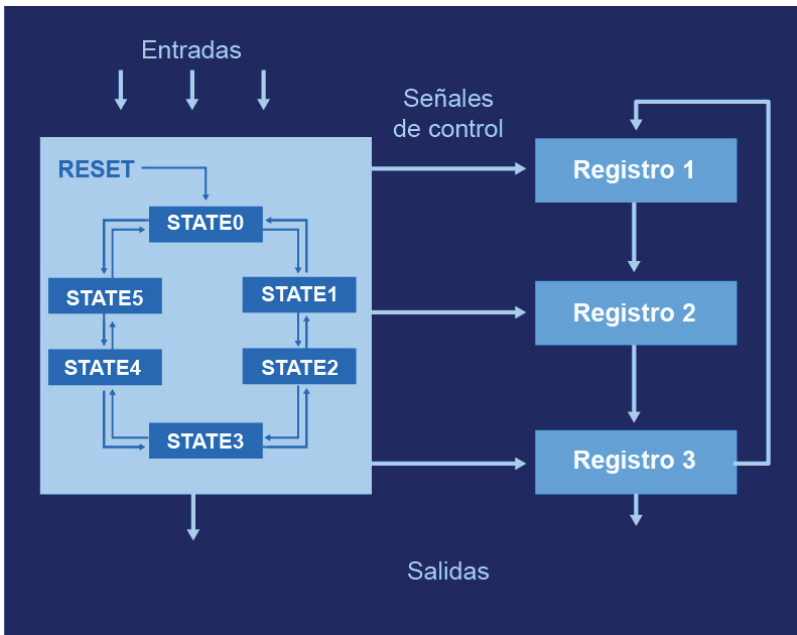 Entradas
Señales
de control
RESET
STATE0
STATE5
STATE1
STATE4
STATE2
STATE3
Registro 1
Registro 2
Registro 3
Salidas